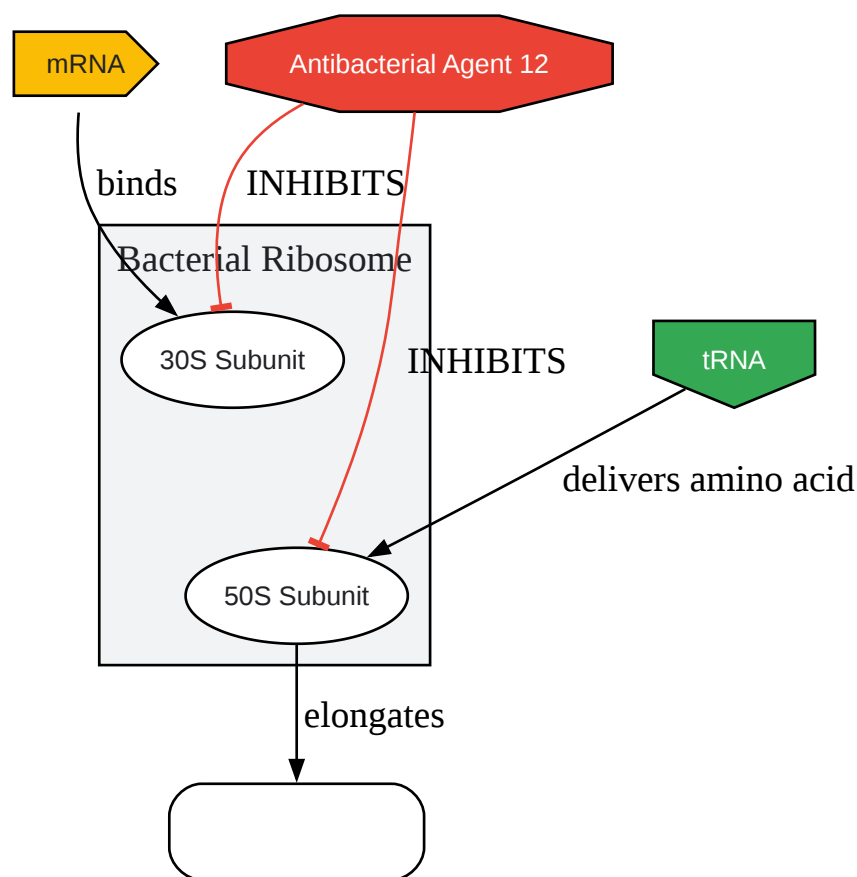 mRNA
Antibacterial Agent 12
binds
INHIBITS
Bacterial Ribosome
30S Subunit
INHIBITS
tRNA
delivers amino acid
50S Subunit
elongates